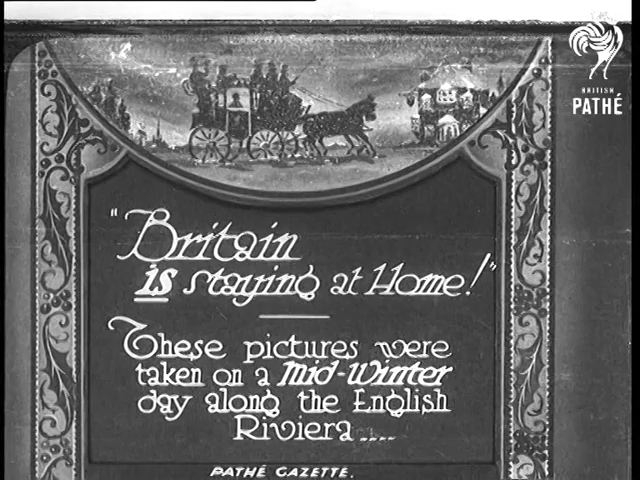 BRITISH
PATHÉ
"Britain
is staying at Home!"
These pictures were
taken on a Mid-Winter
day along the English
Riviera....
PATHÉ GAZETTE.